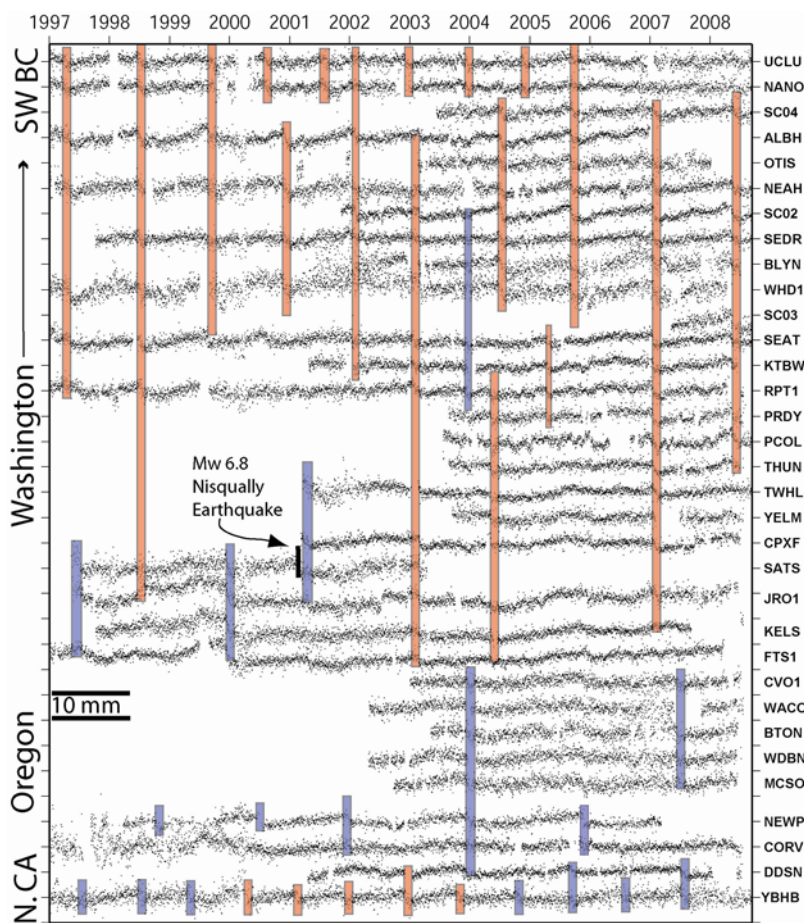 1997 1998 1999 2000 2001 2002 2003 2004 2005 2006 2007 2008
SW BC
Washington
Oregon
N. CA
UCLU
NANO
SC04
ALBH
OTIS
NEAH
SC02
SEDR
BLYN
WHD1
SC03
SEAT
KTBW
RPT1
PRDY
PCOL
THUN
TWHL
YELM
CPXF
SATS
JRO1
KELS
FTS1
CVO1
WACO
BTON
WDBN
MCSO
NEWP
CORV
DDSN
YBHB
Mw 6.8
Nisqually
Earthquake
10 mm